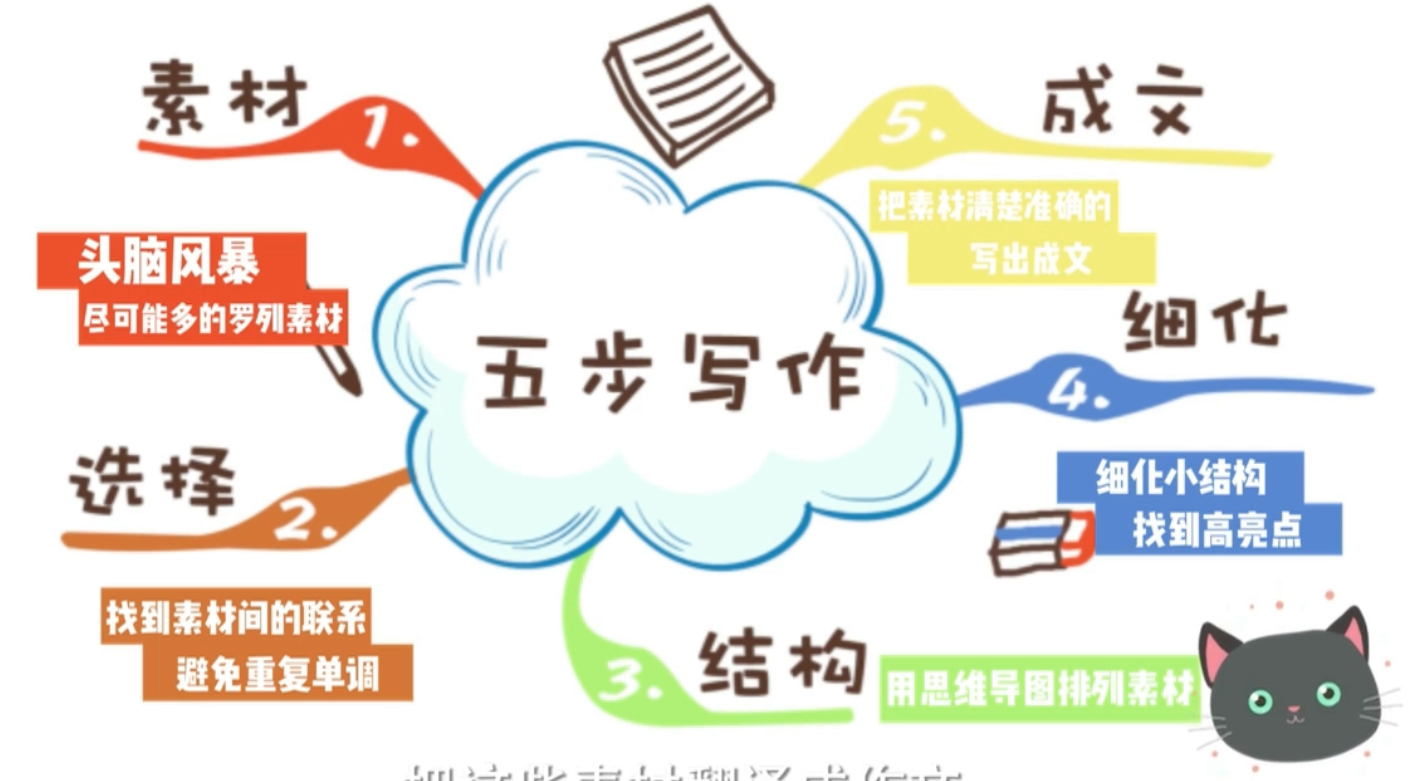 五步写作
1.
素材
头脑风暴
尽可能多的罗列素材
2.
选择
找到素材间的联系
避免重复单调
3.
结构
用思维导图排列素材
4.
细化
细化小结构
找到高亮点
5.
成文
把素材清楚准确的
写出成文